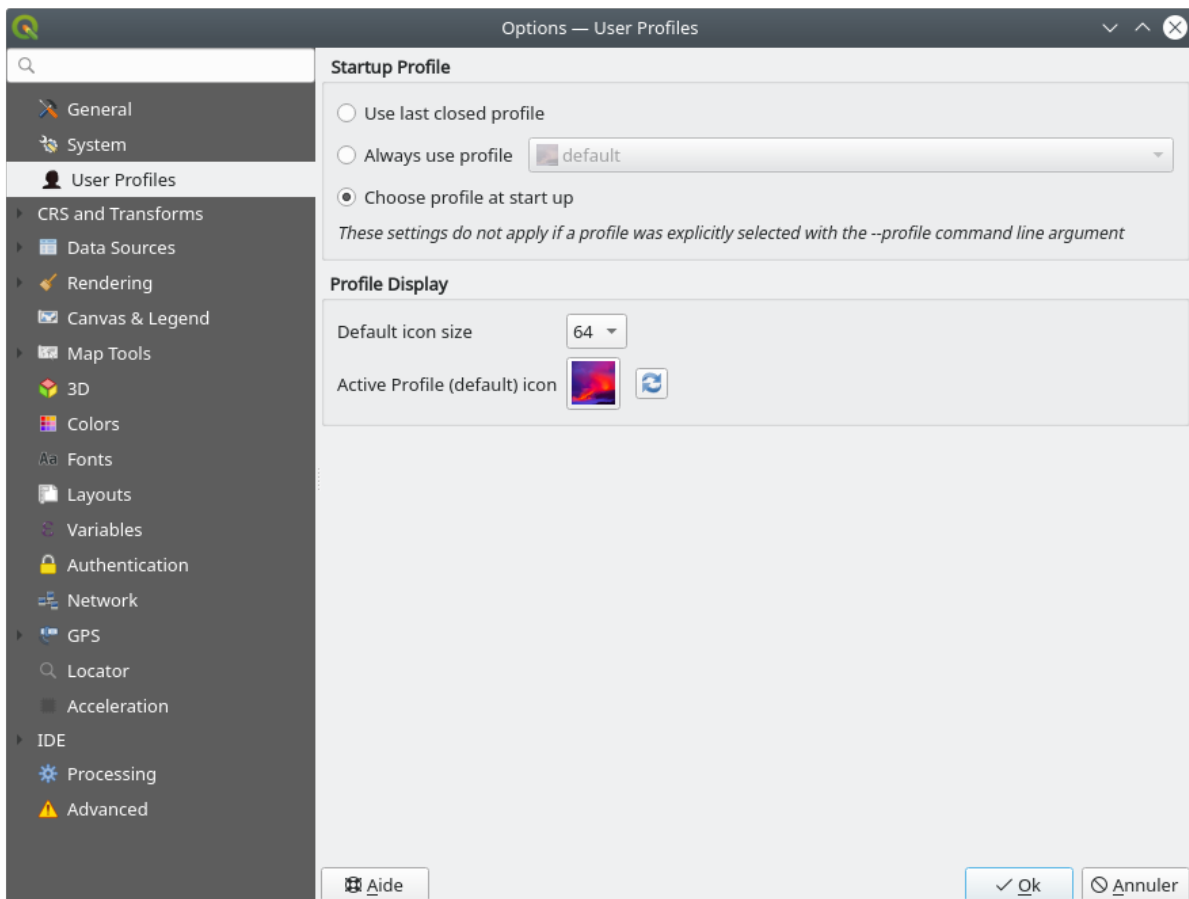 Options — User Profiles
Startup Profile
General
Use last closed profile
System
Always use profile default
User Profiles
Choose profile at start up
CRS and Transforms
These settings do not apply if a profile was explicitly selected with the --profile command line argument
Data Sources
Rendering
Profile Display
Canvas & Legend
Default icon size 64
Map Tools
Active Profile (default) icon
3D
Colors
Aa Fonts
Layouts
Variables
Authentication
Network
GPS
Locator
Acceleration
IDE
Processing
Advanced
Aide
Ok
Annuler